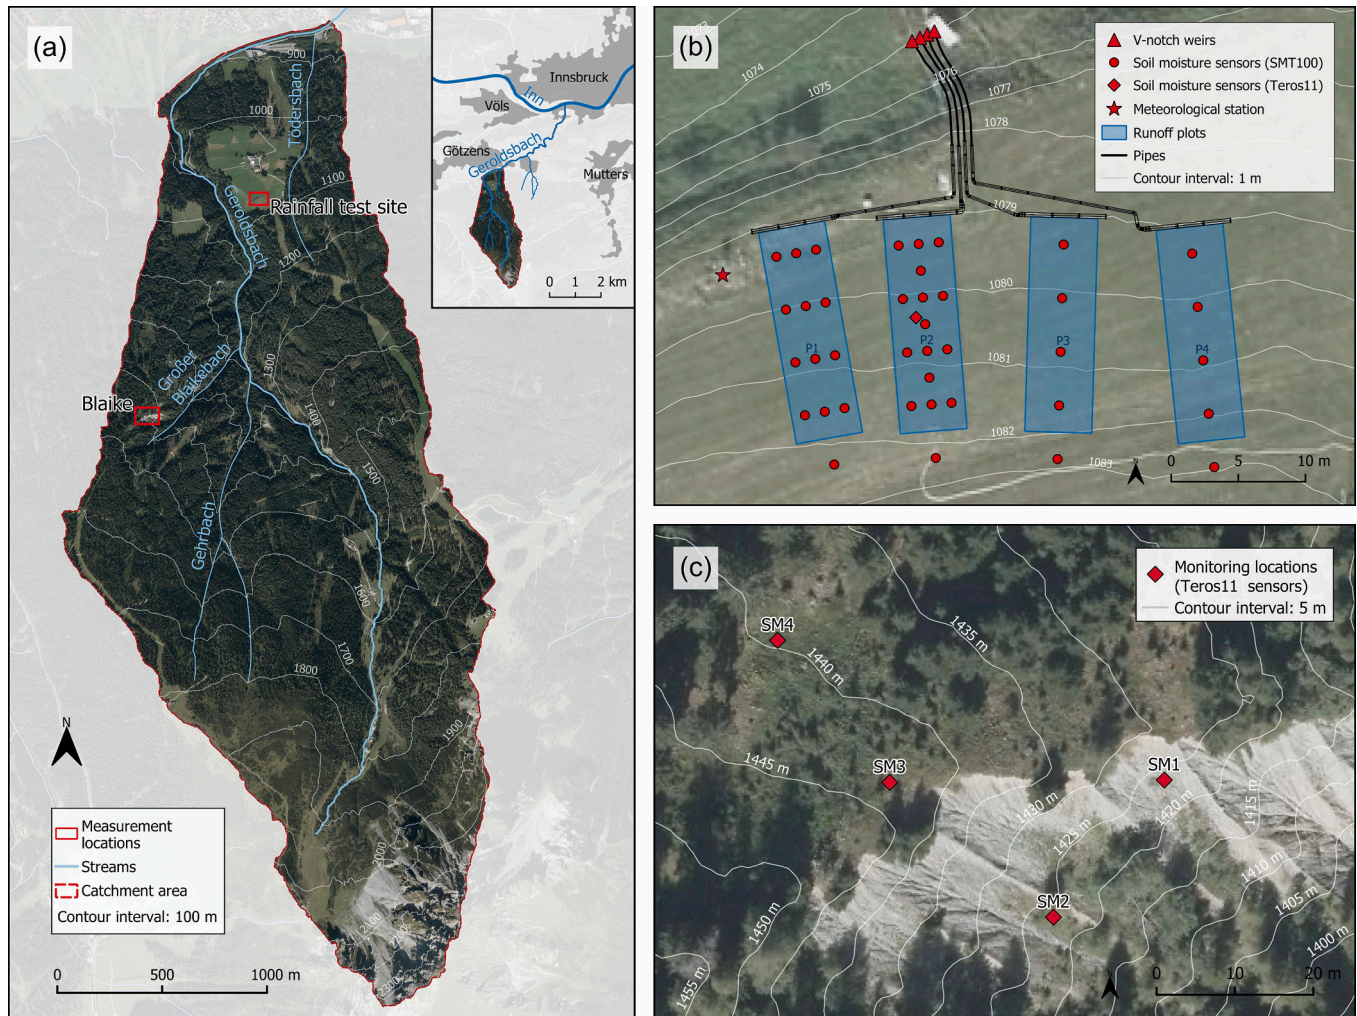 (a)
900
1000
Tödersbach
1100
Rainfall test site
Geroldsbach
1200
Großer
Blaikebach
1300
Blaike
1400
1500
Gehrbach
1600
1700
1800
1900
2000
2200
2300
N
Measurement
locations
Streams
Catchment area
Contour interval: 100 m
0 500 1000 m
Innsbruck
Inn
Völs
Götzens
Geroldsbach
Mutters
0 1 2 km
(b)
1073
1074
1075
1076
1077
1078
1079
1080
1081
1082
1083
P1
P2
P3
P4
V-notch weirs
Soil moisture sensors (SMT100)
Soil moisture sensors (Teros11)
Meteorological station
Runoff plots
Pipes
Contour interval: 1 m
N
0 5 10 m
(c)
Monitoring locations
(Teros11 sensors)
Contour interval: 5 m
SM4
1435 m
1440 m
1445 m
SM3
SM1
1430 m
1425 m
1420 m
1415 m
1410 m
1405 m
1400 m
SM2
1450 m
1455 m
N
0 10 20 m